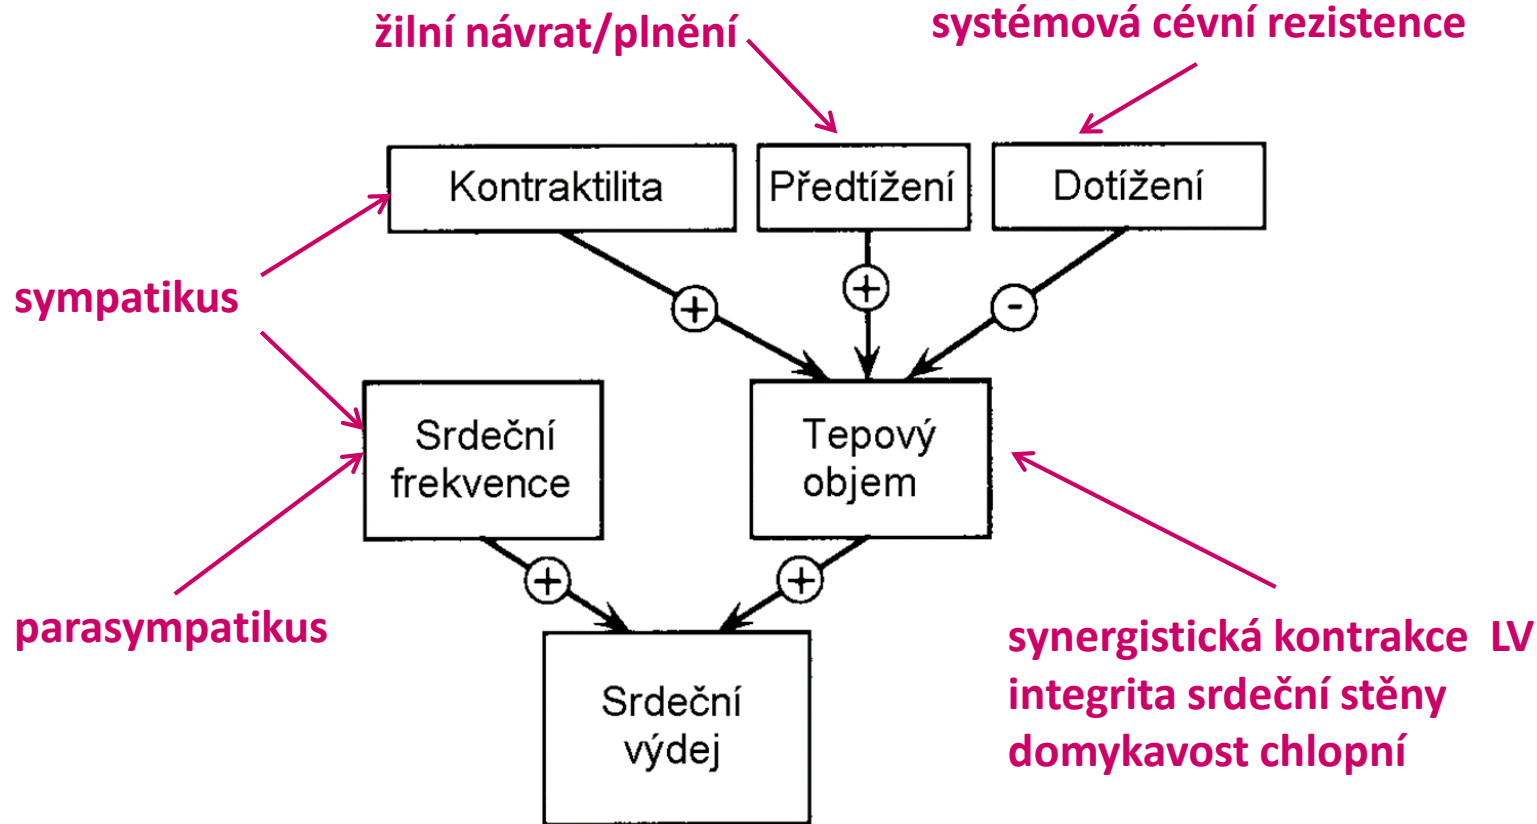 žilní návrat/plnění
systémová cévní rezistence
Kontraktilita
Předtížení
Dotížení
sympatikus
+
+
-
Srdeční
frekvence
Tepový
objem
+
+
parasympatikus
Srdeční
výdej
synergistická kontrakce LV
integrita srdeční stěny
domykavost chlopní